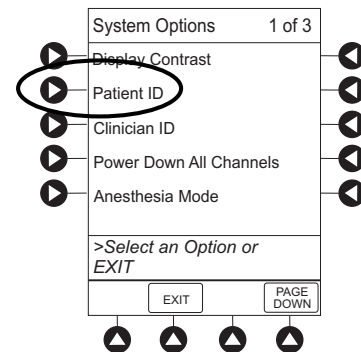 System Options 1 of 3
Display Contrast
Patient ID
Clinician ID
Power Down All Channels
Anesthesia Mode
>Select an Option or
EXIT
EXIT
PAGE
DOWN